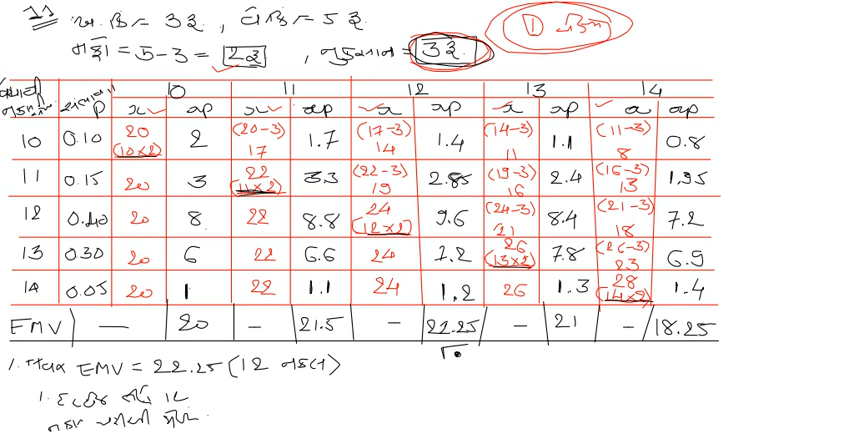 11 ખ.કિં = 3રૂ, વે.કિં = 5રૂ
નફો = 5-3 = 2રૂ, નુકસાન = 3રૂ
① નકલ
10 11 12 13 14
P x xp x xp x xp x xp x xp
10 0.10 20 (10×2) 2 (20-3) 17 1.7 (17-3) 14 1.4 (14-3) 11 1.1 (11-3) 8 0.8
11 0.15 20 3 22 (11×2) 3.3 (22-3) 19 2.85 (19-3) 16 2.4 (16-3) 13 1.95
12 0.40 20 8 22 8.8 24 (12×2) 9.6 (24-3) 21 8.4 (21-3) 18 7.2
13 0.30 20 6 22 6.6 24 7.2 26 (13×2) 7.8 (26-3) 23 6.9
14 0.05 20 1 22 1.1 24 1.2 26 1.3 28 (14×2) 1.4
EMV — 20 - 21.5 - 22.25 - 21 - 18.25
EMV = 22.25 (12 નકલ)
12